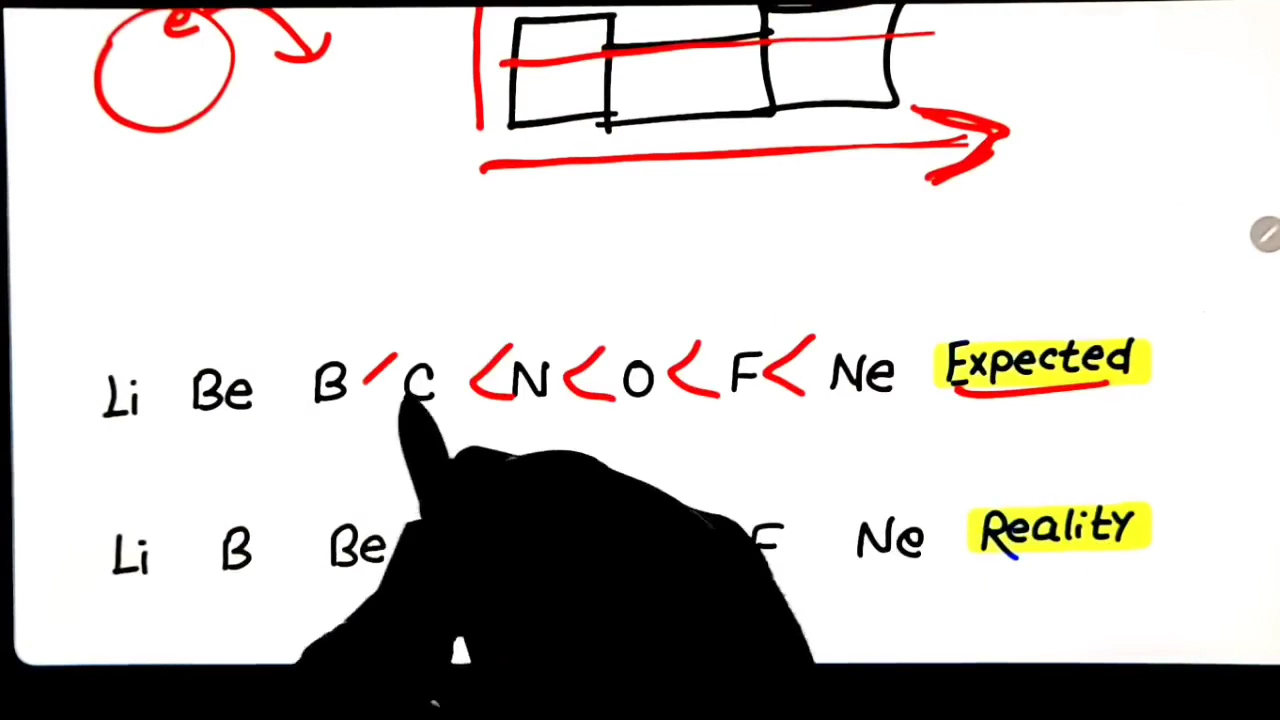 e
Li Be B < C < N < O < F < Ne Expected
Li B Be F Ne Reality